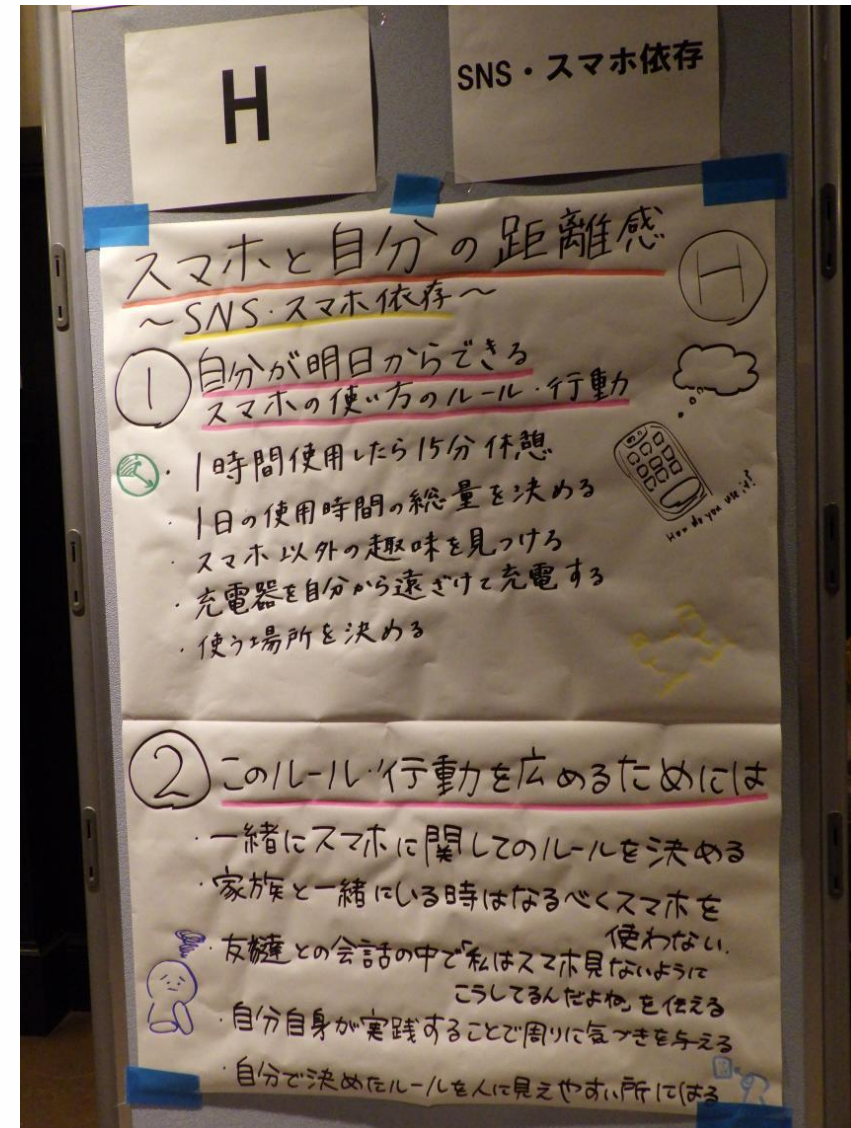 H
SNS・スマホ依存
スマホと自分の距離感
H
～SNS・スマホ依存～
① 自分が明日からできる
スマホの使い方のルール・行動
・1時間使用したら15分休憩
・1日の使用時間の総量を決める
・スマホ以外の趣味を見つける
・充電器を自分から遠ざけて充電する
・使う場所を決める
How do you use it?
② このルール・行動を広めるためには
・一緒にスマホに関してのルールを決める
・家族と一緒にいる時はなるべくスマホを
使わない.
・友達との会話の中で「私はスマホ見ないように
こうしてるんだよね」を伝える
・自分自身が実践することで周りに気づきを与える
・自分で決めたルールを人に見えやすい所にはる